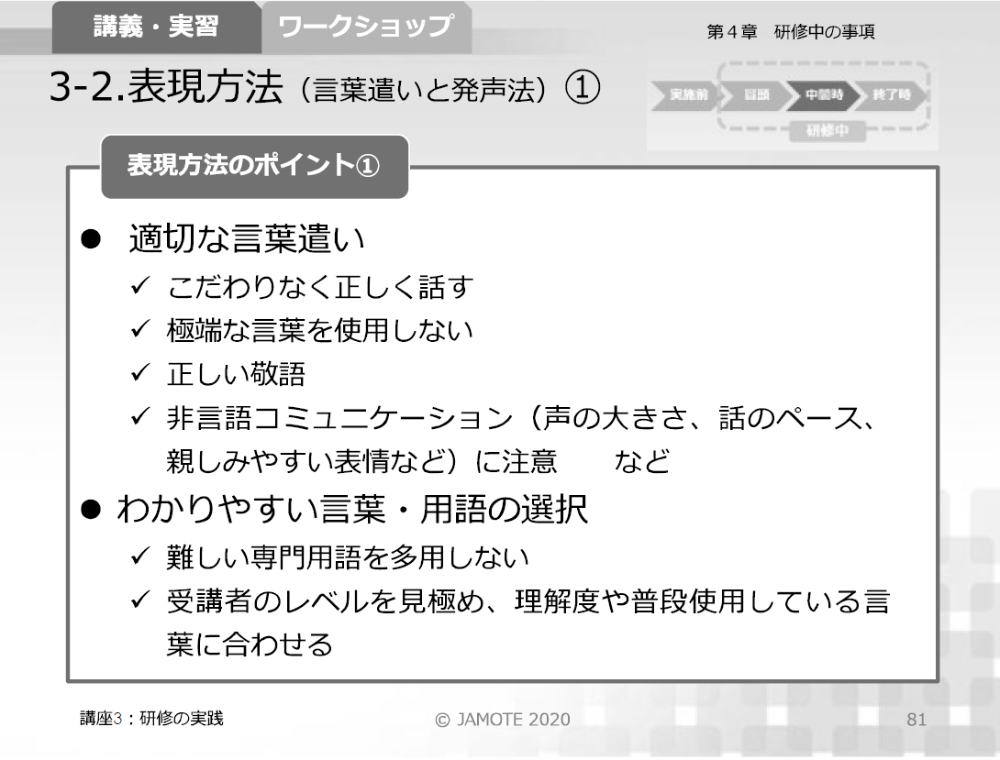 講義・実習
ワークショップ
第４章　研修中の事項
3-2.表現方法（言葉遣いと発声法）①
実施前
冒頭
中間時
終了時
研修中
表現方法のポイント①
● 適切な言葉遣い
✓ こだわりなく正しく話す
✓ 極端な言葉を使用しない
✓ 正しい敬語
✓ 非言語コミュニケーション（声の大きさ、話のペース、
親しみやすい表情など）に注意　　など
● わかりやすい言葉・用語の選択
✓ 難しい専門用語を多用しない
✓ 受講者のレベルを見極め、理解度や普段使用している言
葉に合わせる
講座3：研修の実践
© JAMOTE 2020
81